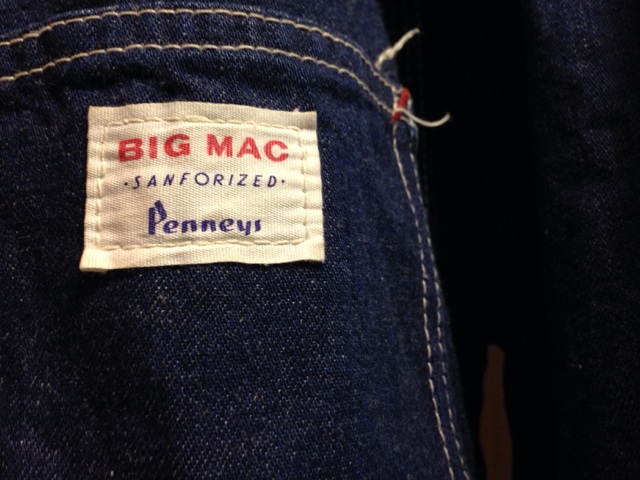 BIG MAC
·SANFORIZED·
Penneys